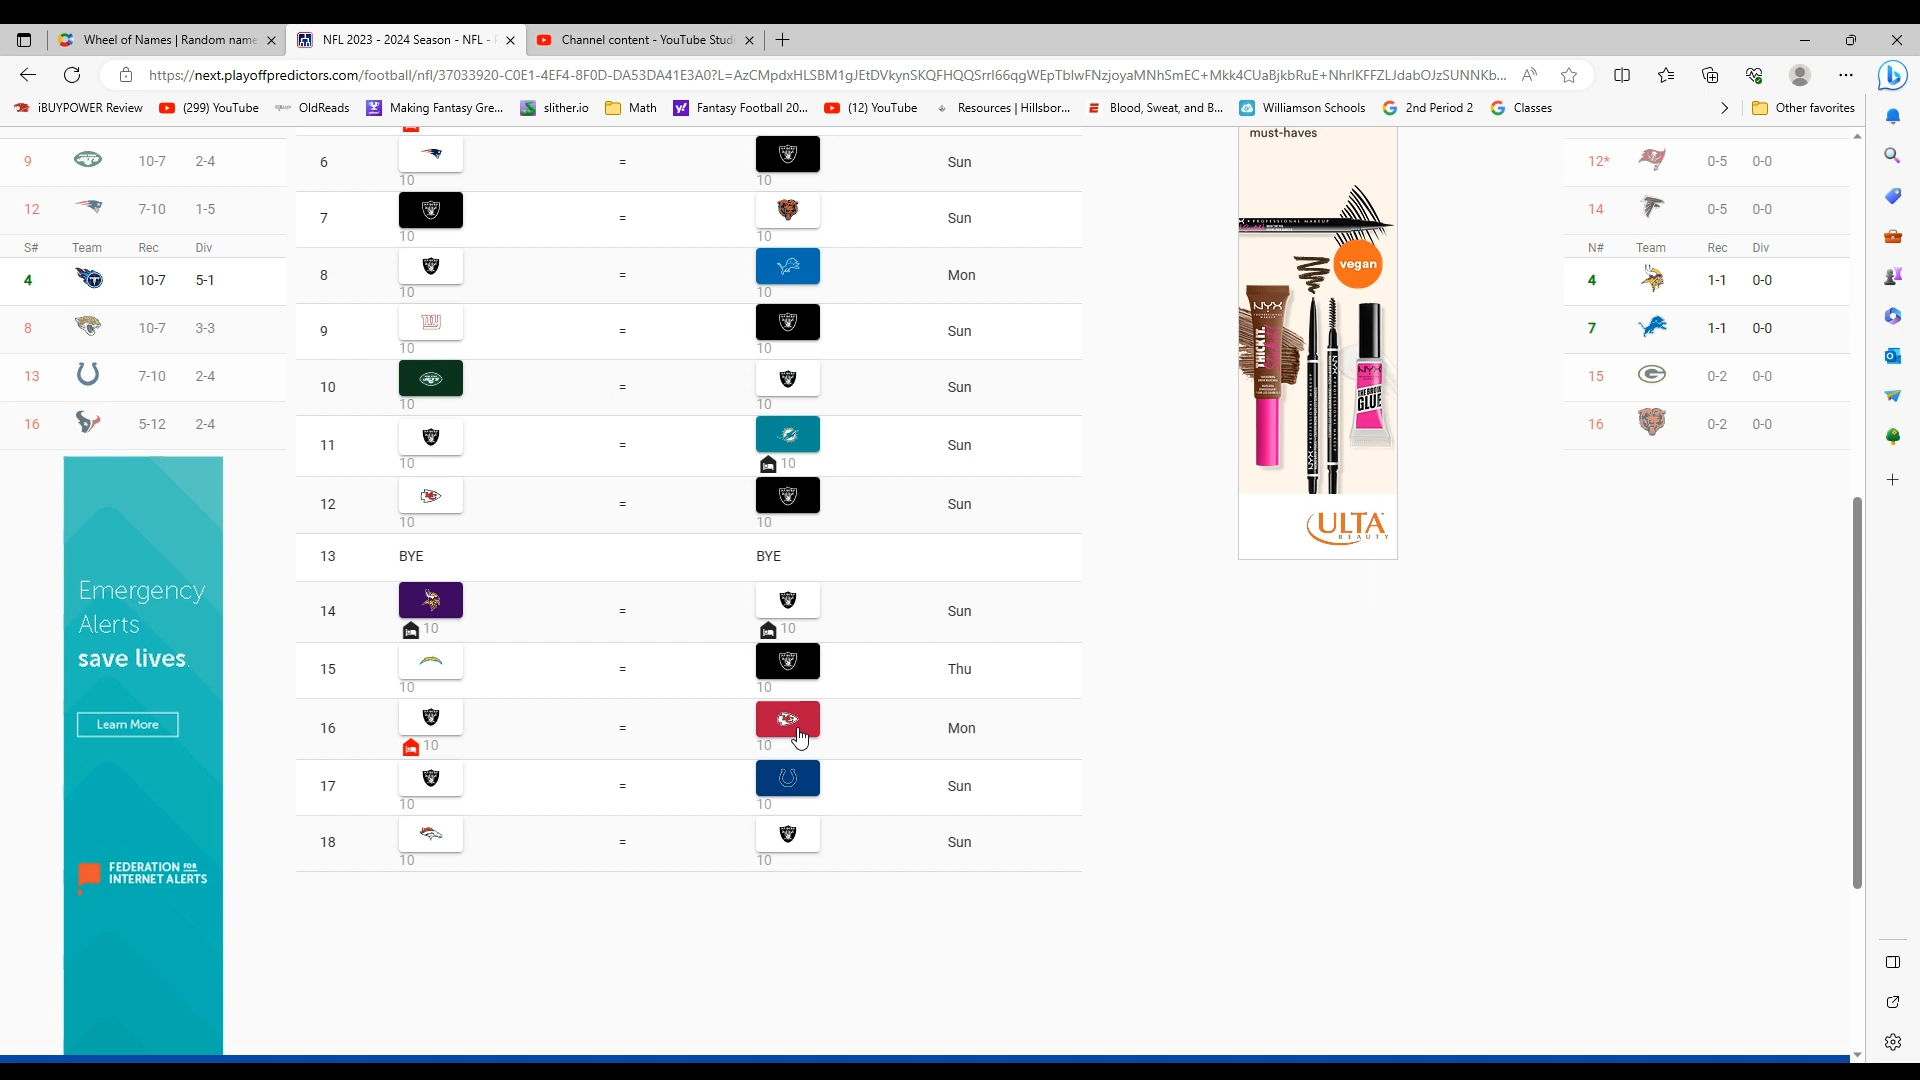 Wheel of Names | Random name
NFL 2023 - 2024 Season - NFL -
Channel content - YouTube Studi
https://next.playoffpredictors.com/football/nfl/37033920-C0E1-4EF4-8F0D-DA53DA41E3A0?L=AzCMpdxHLSBM1gJEtDVkynSKQFHQQSrrI66qgWEpTblwFNzjoyaMNhSmEC+Mkk4CUaBjkbRuE+NhrIKFFZLJdabOJzSUNNKb...
iBUYPOWER Review
(299) YouTube
OldReads
Making Fantasy Gre...
slither.io
Math
Fantasy Football 20...
(12) YouTube
Resources | Hillsbor...
Blood, Sweat, and B...
Williamson Schools
2nd Period 2
Classes
Other favorites
9 10-7 2-4
12 7-10 1-5
S# Team Rec Div
4 10-7 5-1
8 10-7 3-3
13 7-10 2-4
16 5-12 2-4
Emergency
Alerts
save lives.
Learn More
FEDERATION FOR
INTERNET ALERTS
6 = Sun
10 10
7 = Sun
10 10
8 = Mon
10 10
9 = Sun
10 10
10 = Sun
10 10
11 = Sun
10 10
12 = Sun
10 10
13 BYE BYE
14 = Sun
10 10
15 = Thu
10 10
16 = Mon
10 10
17 = Sun
10 10
18 = Sun
10 10
must-haves
vegan
NYX
THICK IT.
NYX
THE BROW
GLUE
ULTA
BEAUTY
12* 0-5 0-0
14 0-5 0-0
N# Team Rec Div
4 1-1 0-0
7 1-1 0-0
15 0-2 0-0
16 0-2 0-0